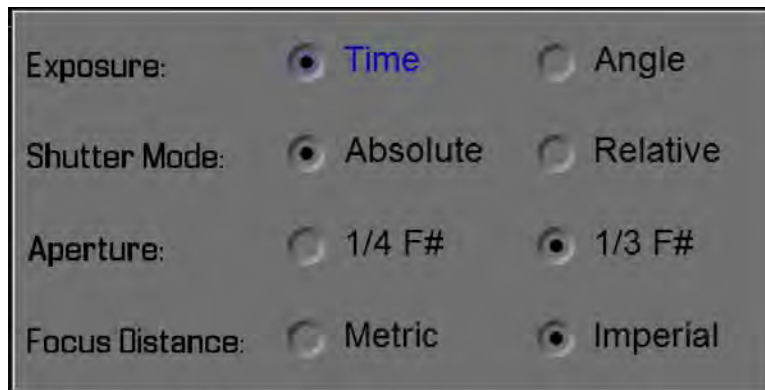 Exposure: Time Angle
Shutter Mode: Absolute Relative
Aperture: 1/4 F# 1/3 F#
Focus Distance: Metric Imperial